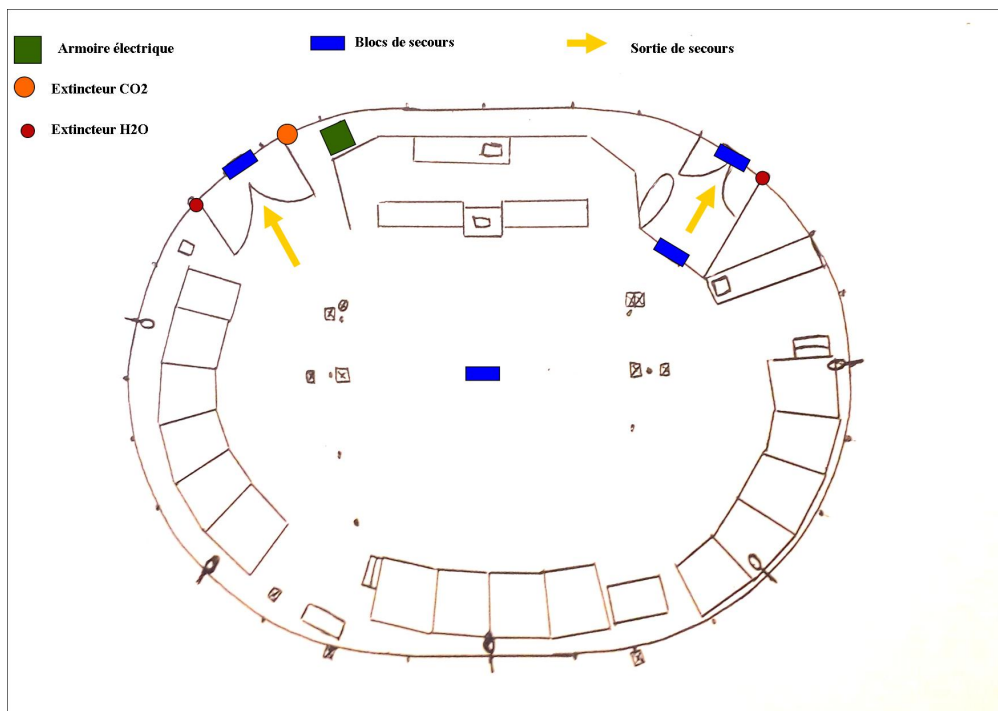 Armoire électrique
Blocs de secours
Sortie de secours
Extincteur CO2
Extincteur H2O